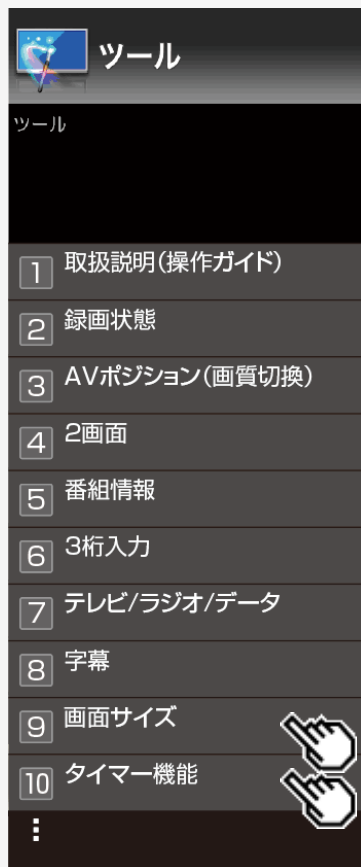 ツール
ツール
1 取扱説明(操作ガイド)
2 録画状態
3 AVポジション(画質切換)
4 2画面
5 番組情報
6 3桁入力
7 テレビ/ラジオ/データ
8 字幕
9 画面サイズ
10 タイマー機能
⋮